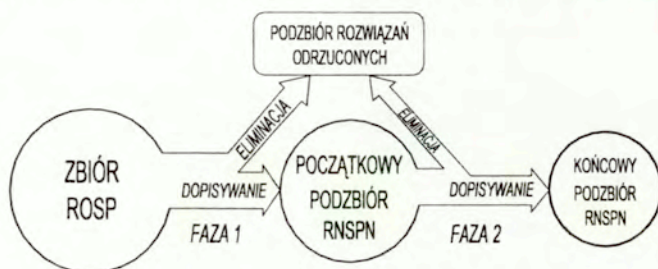 PODZBIÓR ROZWIĄZAŃ
ODRZUCONYCH
ELIMINACJA
ELIMINACJA
ZBIÓR
ROSP
DOPISYWANIE
FAZA 1
POCZĄTKOWY
PODZBIÓR
RNSPN
DOPISYWANIE
FAZA 2
KOŃCOWY
PODZBIÓR
RNSPN